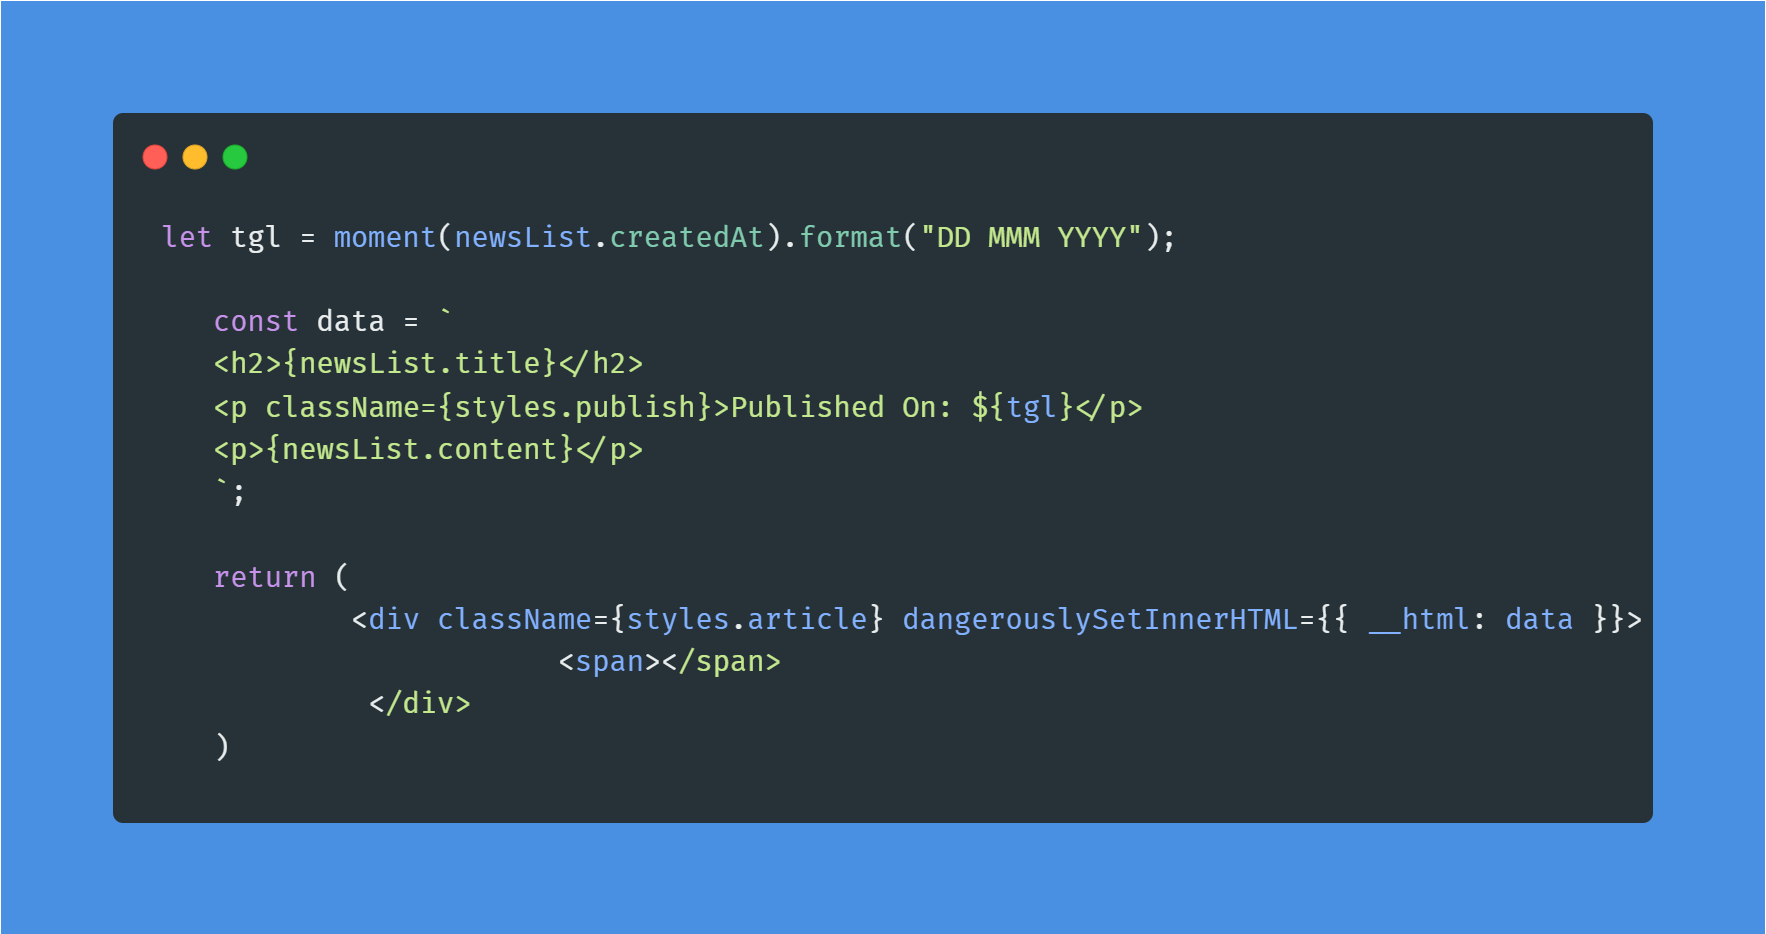 let tgl = moment(newsList.createdAt).format("DD MMM YYYY");
const data = `
<h2>{newsList.title}</h2>
<p className={styles.publish}>Published On: ${tgl}</p>
<p>{newsList.content}</p>
`;
return (
<div className={styles.article} dangerouslySetInnerHTML={{ __html: data }}>
<span></span>
</div>
)